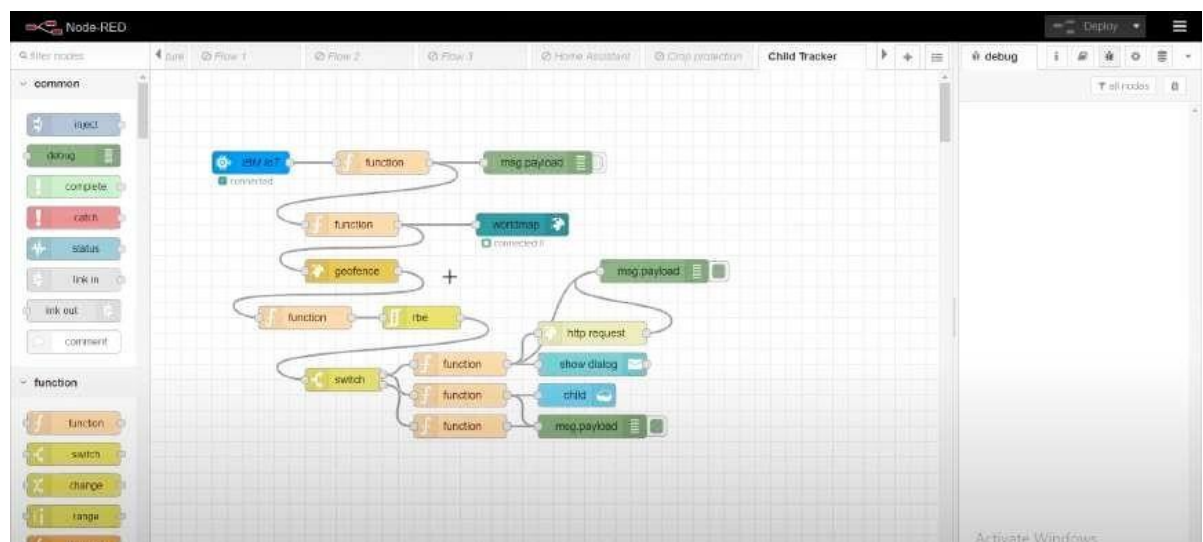 Node-RED
Deploy
filter nodes
Flow 1
Flow 2
Flow 3
Home Assistant
Crop protection
Child Tracker
debug
i
all nodes
common
inject
debug
complete
catch
status
link in
link out
comment
function
function
switch
change
range
IBM IoT
connected
function
msg.payload
function
worldmap
geofence
msg.payload
function
rbe
http request
switch
function
show dialog
function
child
function
msg.payload
Activate Windows